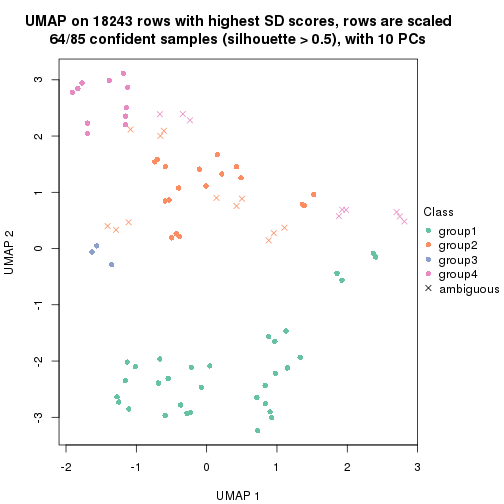 UMAP on 18243 rows with highest SD scores, rows are scaled
64/85 confident samples (silhouette > 0.5), with 10 PCs
3
2
1
0
-1
-2
-3
UMAP 2
-2
-1
0
1
2
3
UMAP 1
Class
group1
group2
group3
group4
ambiguous